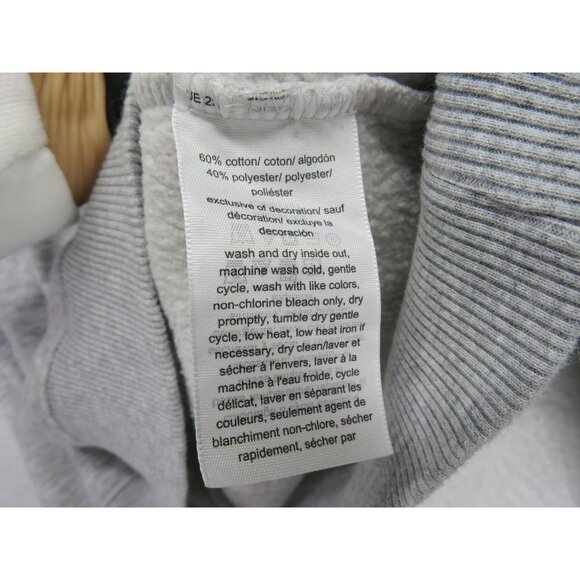 60% cotton/ coton/ algodón
40% polyester/ polyester/
poliéster
exclusive of decoration/ sauf
décoration/ excluye la
decoración
wash and dry inside out,
machine wash cold, gentle
cycle, wash with like colors,
non-chlorine bleach only, dry
promptly, tumble dry gentle
cycle, low heat, low heat iron if
necessary, dry clean/laver et
sécher à l'envers, laver à la
machine à l'eau froide, cycle
délicat, laver en séparant les
couleurs, seulement agent de
blanchiment non-chlore, sécher
rapidement, sécher par